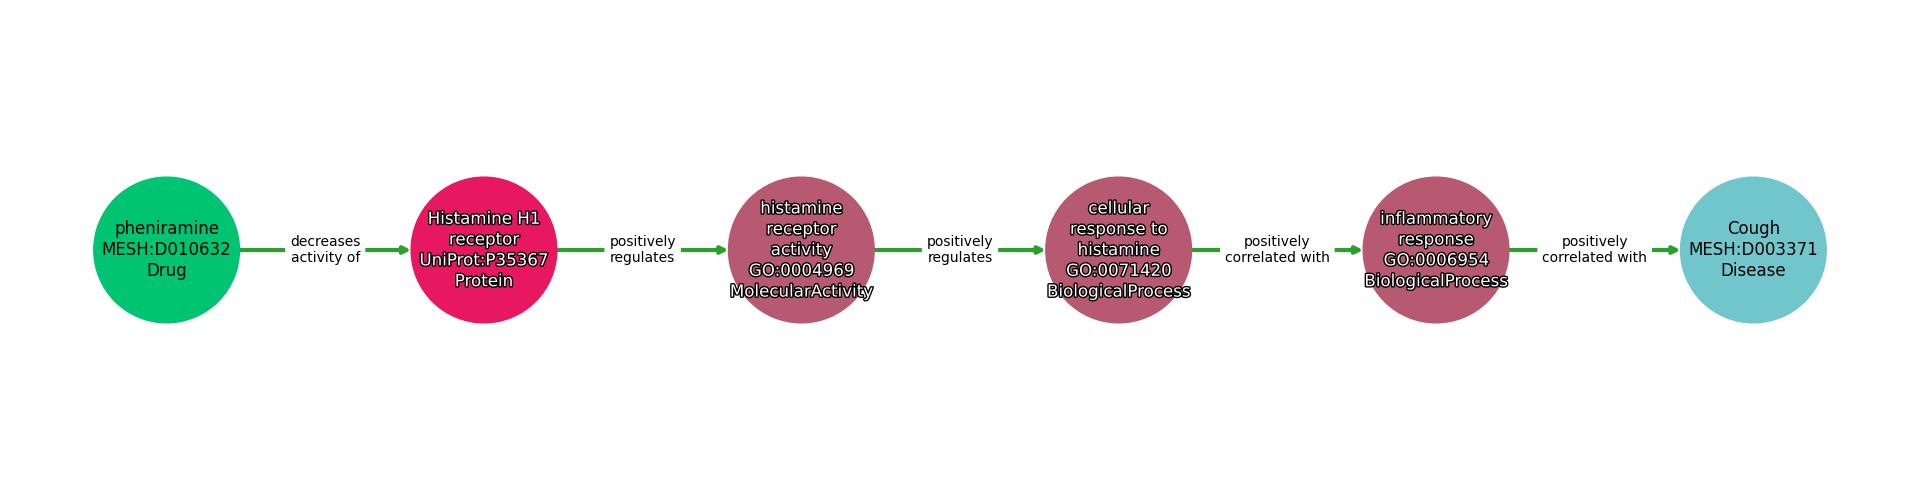 pheniramine
MESH:D010632
Drug
decreases
activity of
Histamine H1
receptor
UniProt:P35367
Protein
positively
regulates
histamine
receptor
activity
GO:0004969
MolecularActivity
positively
regulates
cellular
response to
histamine
GO:0071420
BiologicalProcess
positively
correlated with
inflammatory
response
GO:0006954
BiologicalProcess
positively
correlated with
Cough
MESH:D003371
Disease